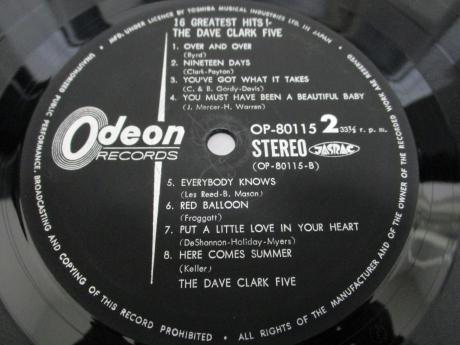 MFG. UNDER LICENCE BY TOSHIBA MUSICAL INDUSTRIES LTD. IN JAPAN • ALL RIGHTS OF THE MANUFACTURER AND OF THE OWNER OF THE RECORDED WORK ARE RESERVED • UNAUTHORISED PUBLIC PERFORMANCE, BROADCASTING AND COPYING OF THIS RECORD PROHIBITED •
16 GREATEST HITS!
THE DAVE CLARK FIVE
1. OVER AND OVER
(Byrd)
2. NINETEEN DAYS
(Clark-Payton)
3. YOU'VE GOT WHAT IT TAKES
(C. & B. Gordy-Davis)
4. YOU MUST HAVE BEEN A BEAUTIFUL BABY
(J. Mercer-H. Warren)
Odeon
RECORDS
OP-80115 2 33⅓ r. p. m.
STEREO JASRAC
(OP-80115-B)
5. EVERYBODY KNOWS
(Les Reed-B. Mason)
6. RED BALLOON
(Froggatt)
7. PUT A LITTLE LOVE IN YOUR HEART
(DeShannon-Holiday-Myers)
8. HERE COMES SUMMER
(Keller)
THE DAVE CLARK FIVE